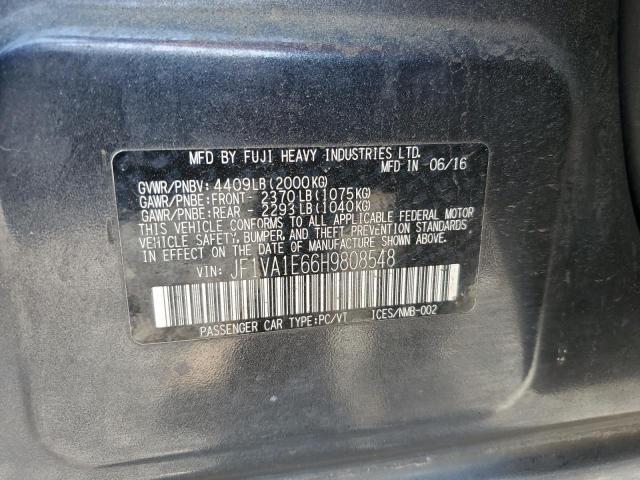 MFD BY FUJI HEAVY INDUSTRIES LTD.
MFD IN 06/16
GVWR/PNBV: 4409LB(2000KG)
GAWR/PNBE:FRONT- 2370LB(1075KG)
GAWR/PNBE:REAR - 2293LB(1040KG)
THIS VEHICLE CONFORMS TO ALL APPLICABLE FEDERAL MOTOR
VEHICLE SAFETY, BUMPER, AND THEFT PREVENTION STANDARDS
IN EFFECT ON THE DATE OF MANUFACTURE SHOWN ABOVE.
VIN: JF1VA1E66H9808548
PASSENGER CAR TYPE:PC/VT ICES/NMB-002